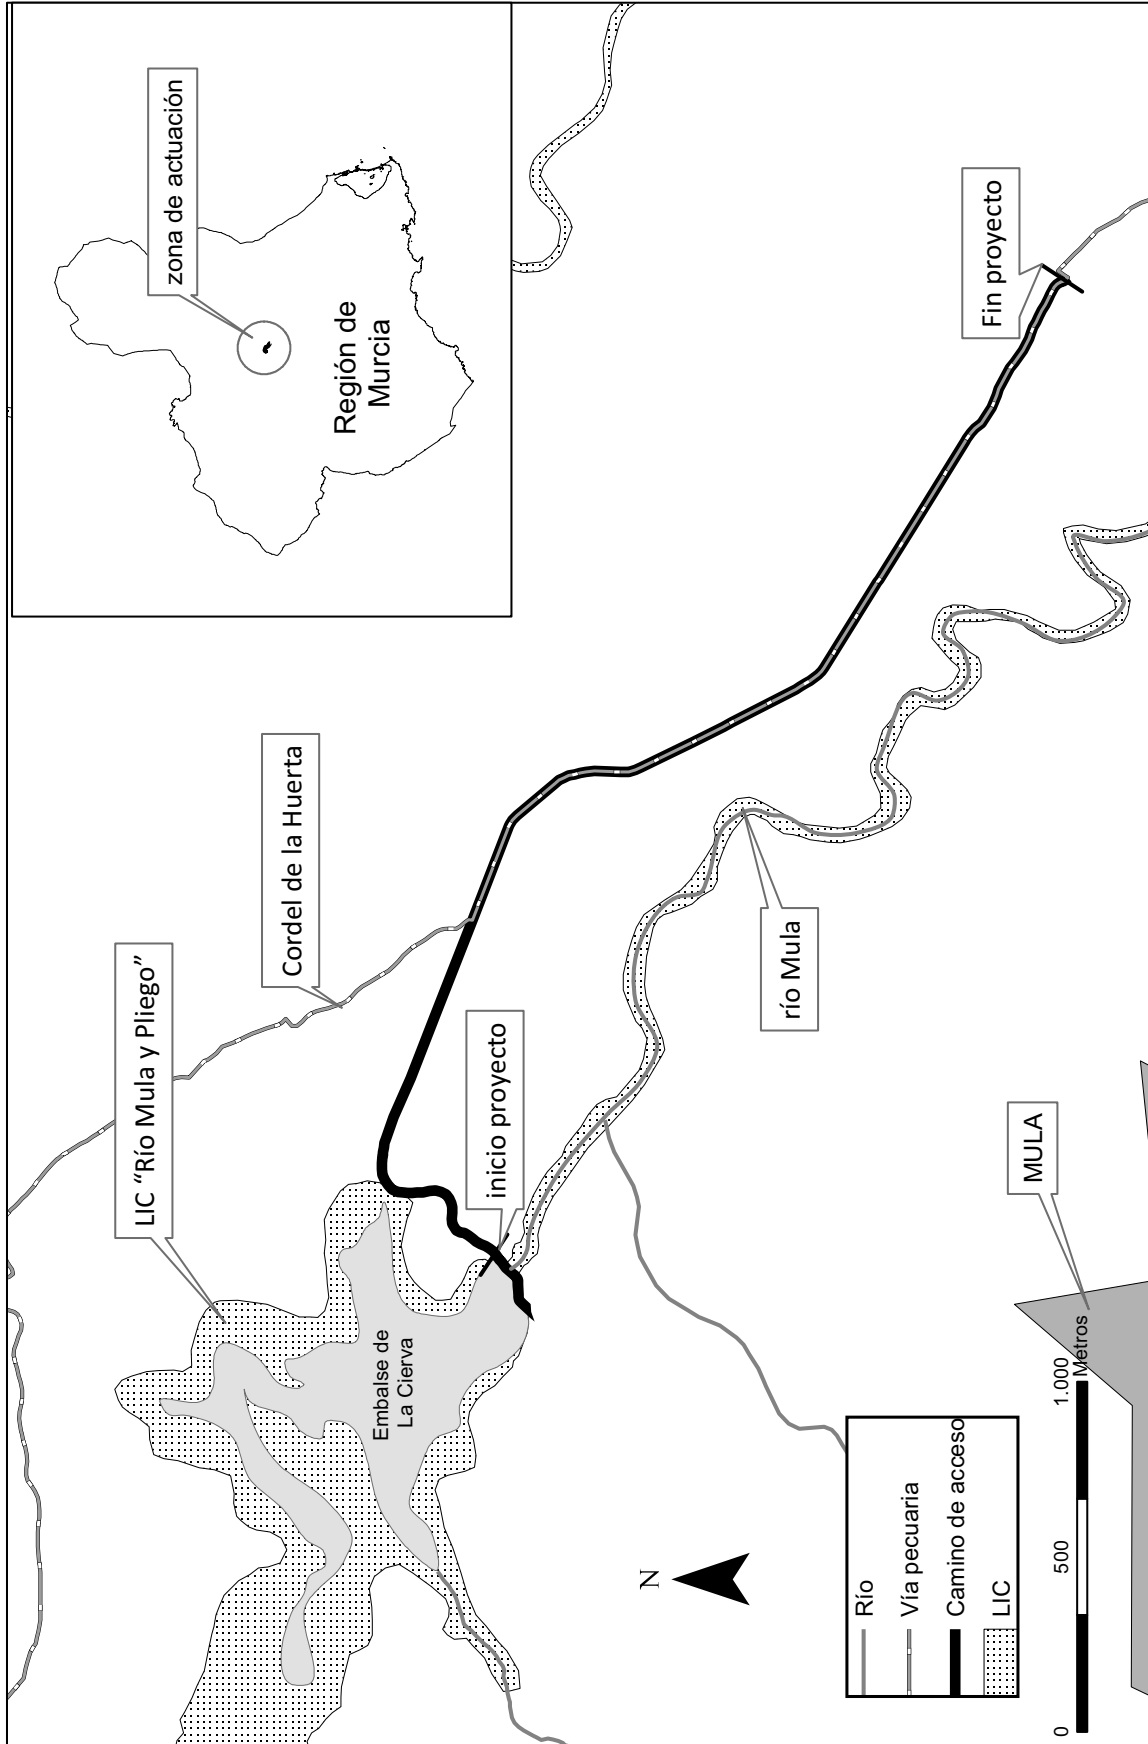 zona de actuación
Región de
Murcia
LIC “Río Mula y Pliego”
Cordel de la Huerta
Fin proyecto
inicio proyecto
Embalse de
La Cierva
río Mula
MULA
N
Río
Vía pecuaria
Camino de acceso
LIC
0
500
1.000
Metros